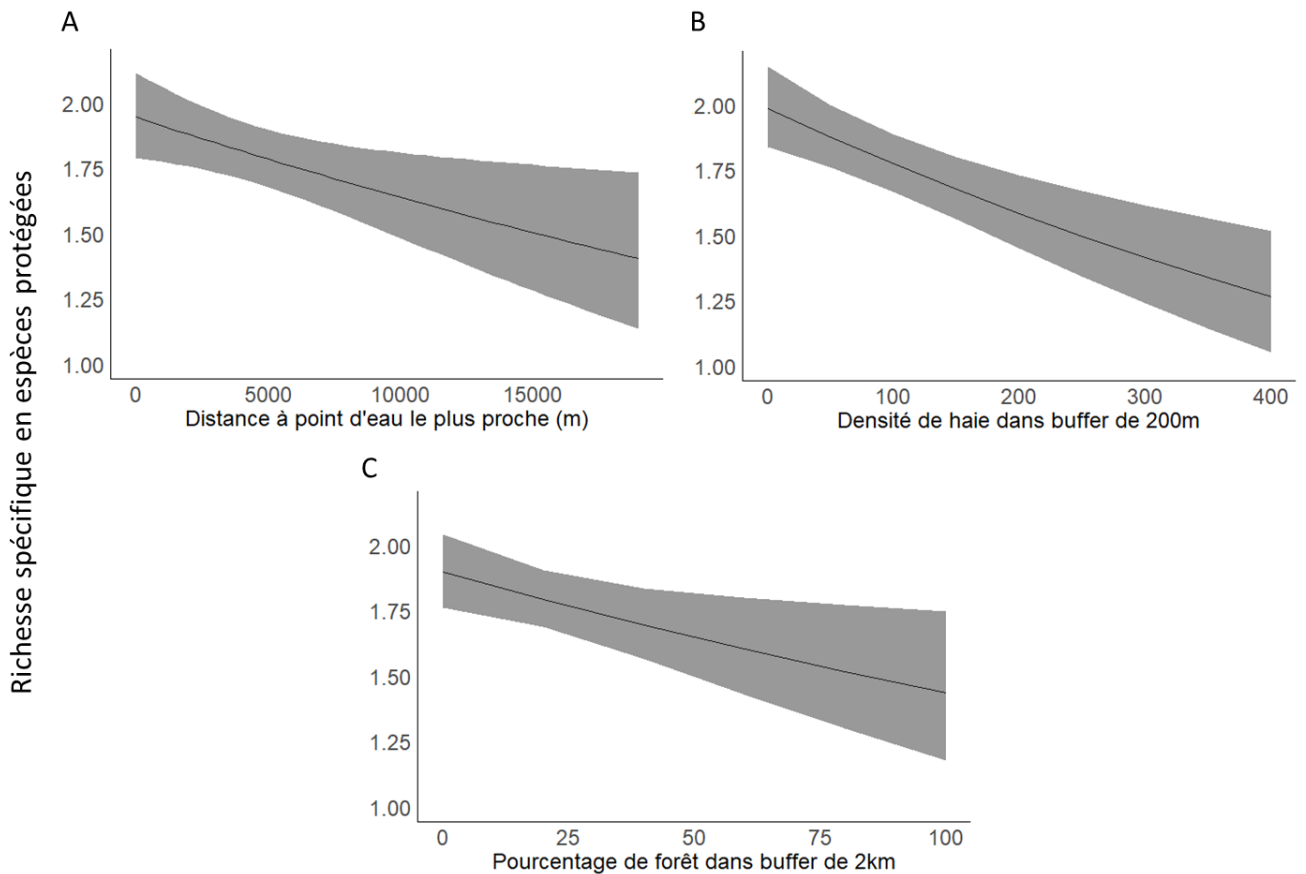 A
B
Richesse spécifique en espèces protégées
2.00
1.75
1.50
1.25
1.00
0 5000 10000 15000
Distance à point d'eau le plus proche (m)
2.00
1.75
1.50
1.25
1.00
0 100 200 300 400
Densité de haie dans buffer de 200m
C
2.00
1.75
1.50
1.25
1.00
0 25 50 75 100
Pourcentage de forêt dans buffer de 2km